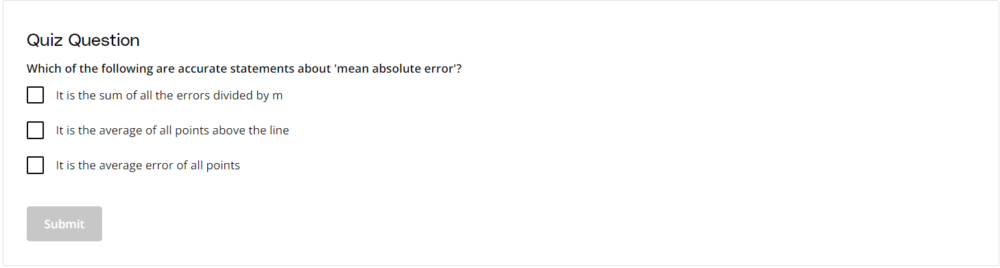 Quiz Question
Which of the following are accurate statements about 'mean absolute error'?
It is the sum of all the errors divided by m
It is the average of all points above the line
It is the average error of all points
Submit